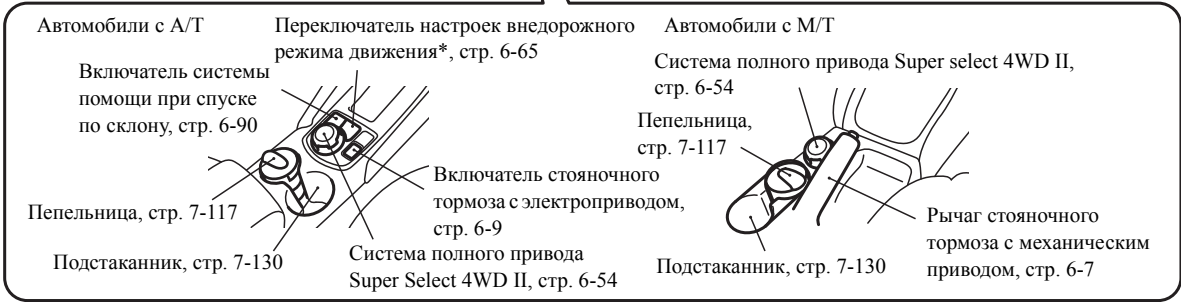 Автомобили с А/Т
Переключатель настроек внедорожного
режима движения*, стр. 6-65
Включатель системы
помощи при спуске
по склону, стр. 6-90
Пепельница, стр. 7-117
Подстаканник, стр. 7-130
Включатель стояночного
тормоза с электроприводом,
стр. 6-9
Система полного привода
Super Select 4WD II, стр. 6-54
Автомобили с М/Т
Система полного привода Super select 4WD II,
стр. 6-54
Пепельница,
стр. 7-117
Подстаканник, стр. 7-130
Рычаг стояночного
тормоза с механическим
приводом, стр. 6-7